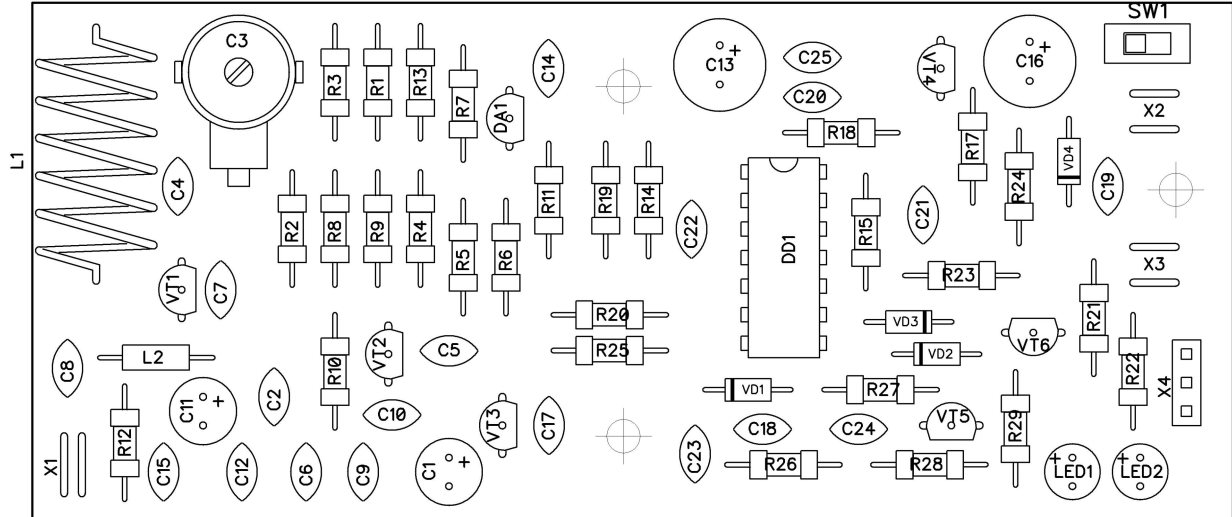 SW1
C3
C14
C13
+
C25
VT4
C16
+
R3
R1
R13
R7
DA1
C20
X2
R18
R17
L1
C4
R11
R19
R14
R24
VD4
C19
R2
R8
R9
R4
R5
R6
C22
DD1
R15
C21
X3
R23
VT1
C7
R20
VD3
R21
VT6
C8
L2
R10
VT2
C5
R25
VD2
R22
X4
C11
+
C2
C10
VD1
R27
VT3
C17
C18
C24
VT5
R29
X1
R12
C15
C12
C6
C9
C1
+
C23
R26
R28
+
LED1
+
LED2